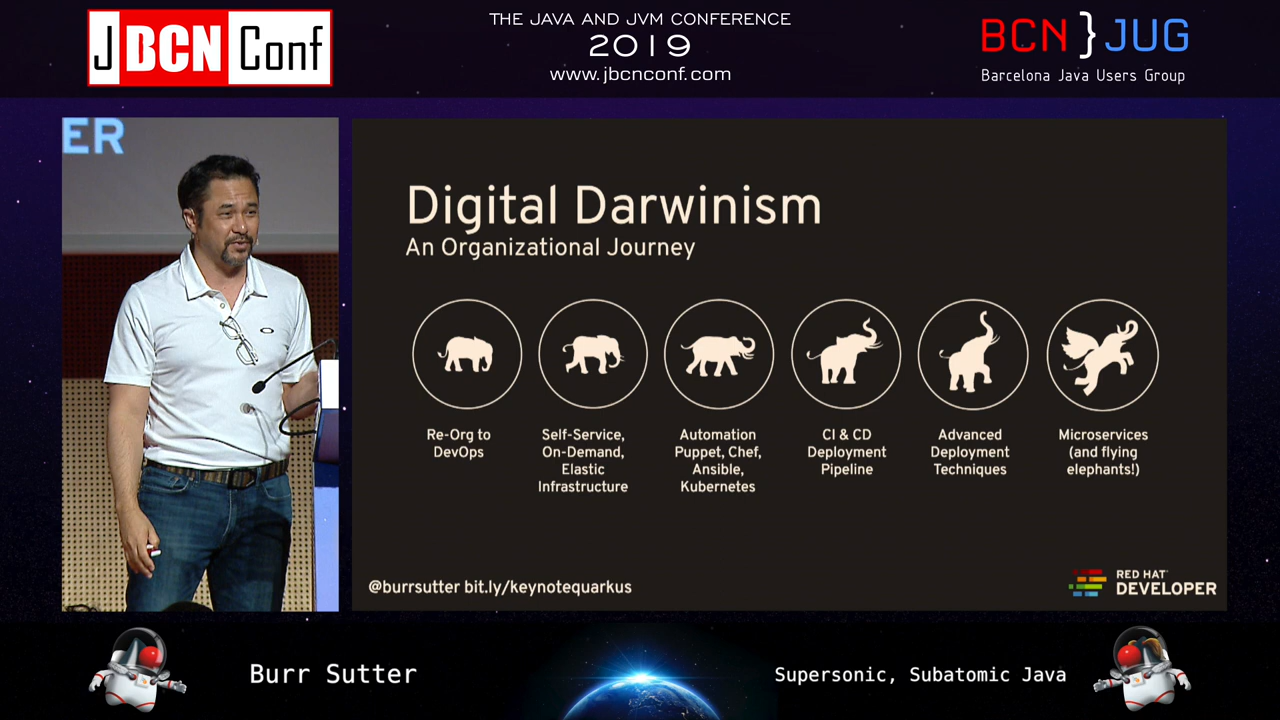 J BCN Conf
THE JAVA AND JVM CONFERENCE
2019
www.jbcnconf.com
BCN}JUG
Barcelona Java Users Group
ER
Digital Darwinism
An Organizational Journey
Re-Org to
DevOps
Self-Service,
On-Demand,
Elastic
Infrastructure
Automation
Puppet, Chef,
Ansible,
Kubernetes
CI & CD
Deployment
Pipeline
Advanced
Deployment
Techniques
Microservices
(and flying
elephants!)
@burrsutter bit.ly/keynotequarkus
RED HAT
DEVELOPER
Burr Sutter
Supersonic, Subatomic Java